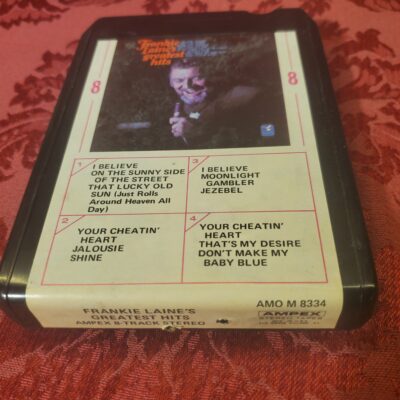 Frankie
Laine's
greatest
hits
8
8
1
I BELIEVE
ON THE SUNNY SIDE
OF THE STREET
THAT LUCKY OLD
SUN (Just Rolls
Around Heaven All
Day)
3
I BELIEVE
MOONLIGHT
GAMBLER
JEZEBEL
2
YOUR CHEATIN'
HEART
JALOUSIE
SHINE
4
YOUR CHEATIN'
HEART
THAT'S MY DESIRE
DON'T MAKE MY
BABY BLUE
FRANKIE LAINE'S
GREATEST HITS
AMPEX 8-TRACK STEREO
AMO M 8334
AMPEX
STEREO TAPES